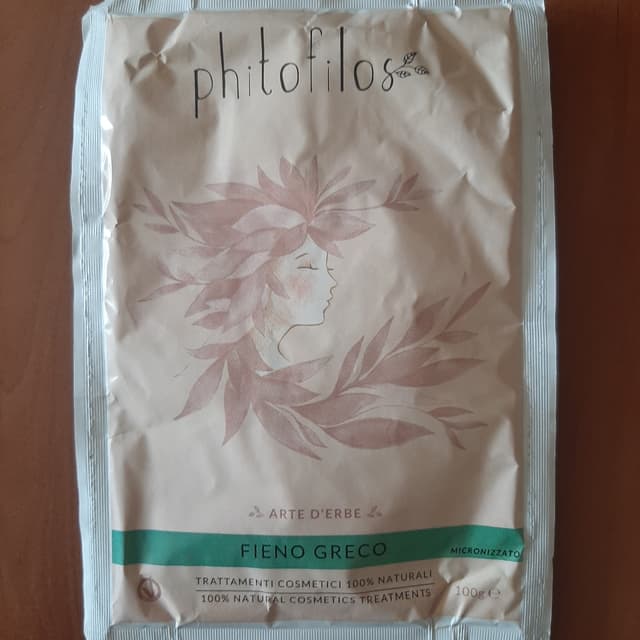 phitofilos
ARTE D'ERBE
FIENO GRECO
MICRONIZZATO
TRATTAMENTI COSMETICI 100% NATURALI
100% NATURAL COSMETICS TREATMENTS
100g ℮